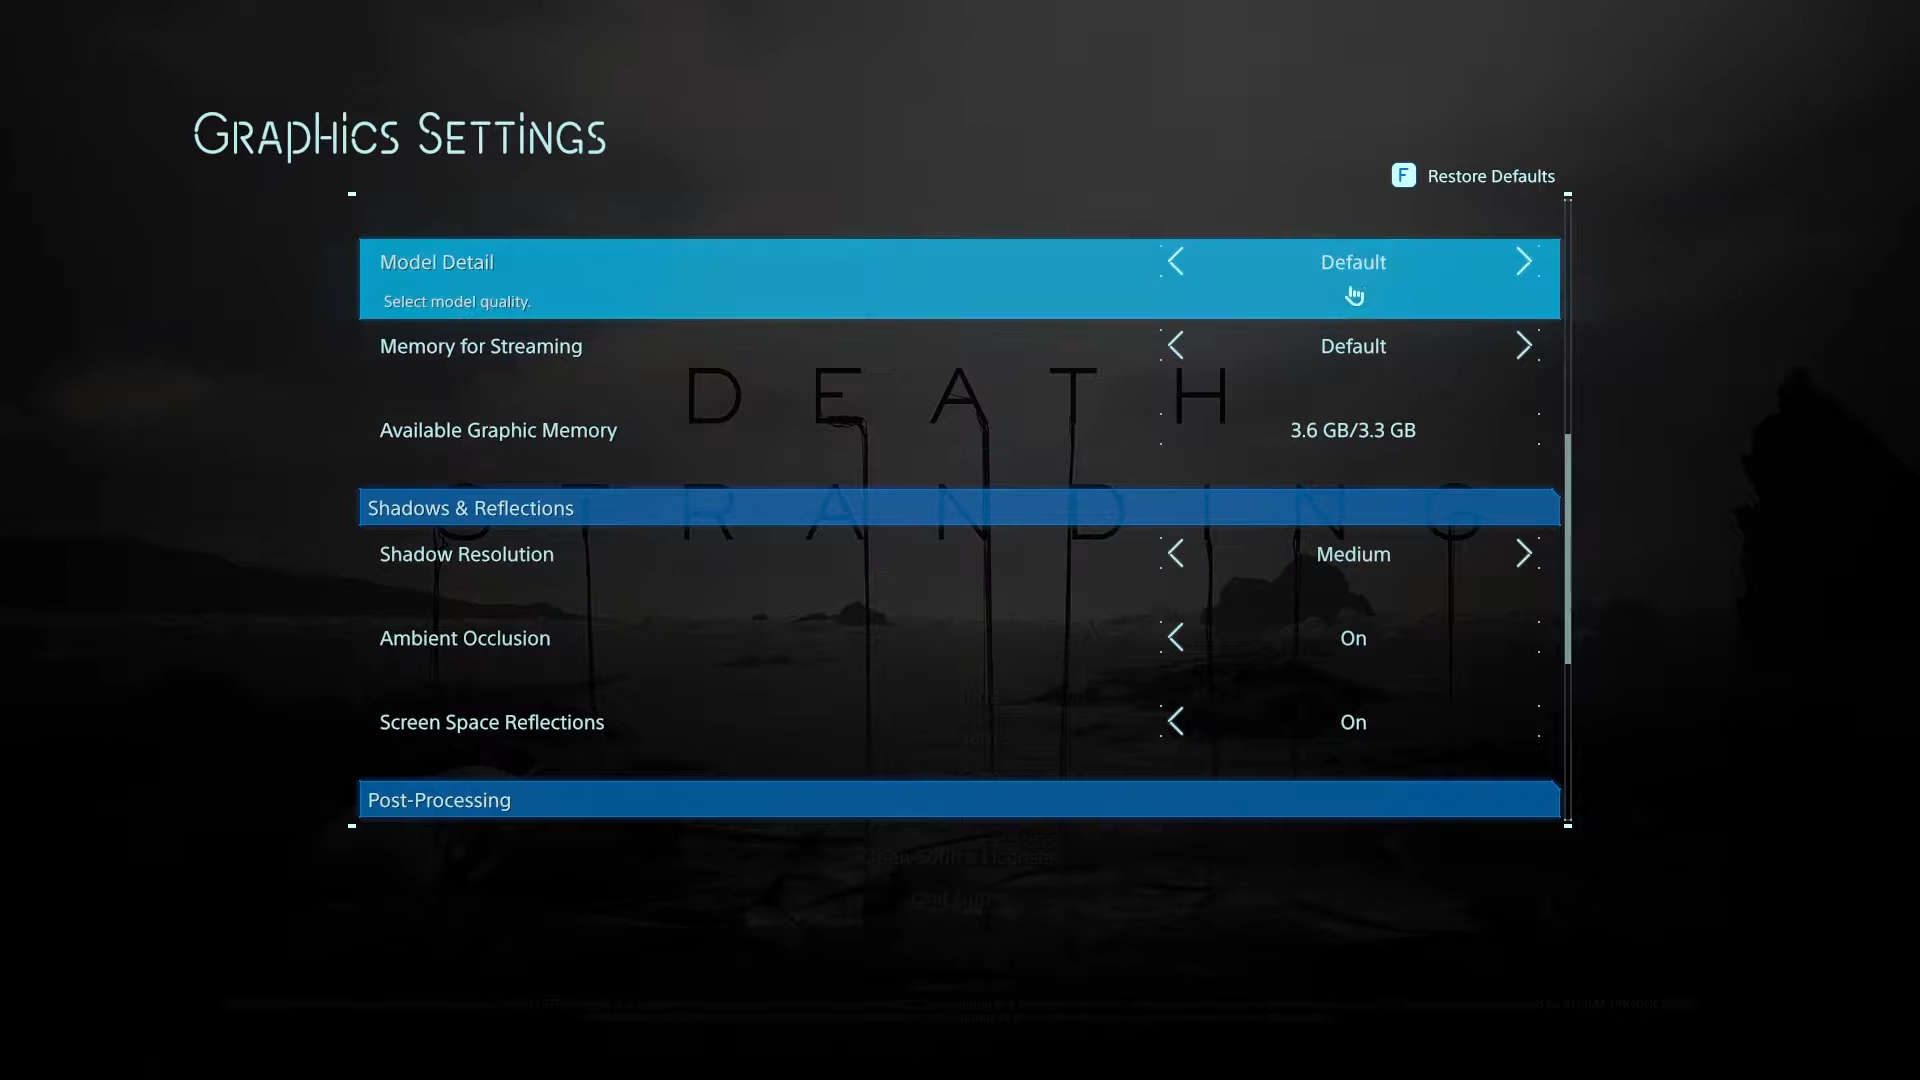 Graphics Settings
F Restore Defaults
Model Detail
Default
Select model quality.
Memory for Streaming
Default
DEATH
Available Graphic Memory
3.6 GB/3.3 GB
Shadows & Reflections
STRANDING
Shadow Resolution
Medium
Ambient Occlusion
On
Screen Space Reflections
On
Post-Processing